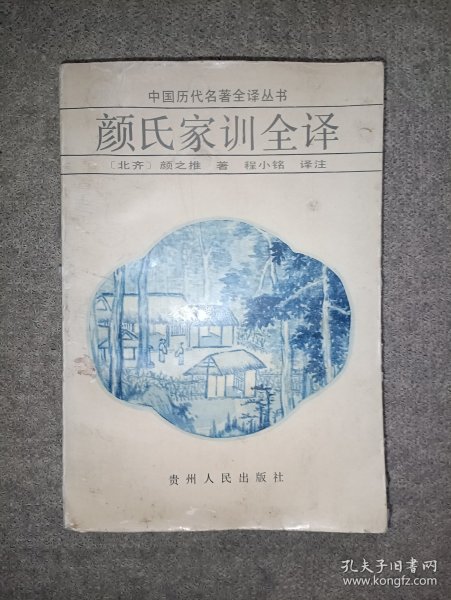 中国历代名著全译丛书
颜氏家训全译
〔北齐〕颜之推 著 程小铭 译注
贵州人民出版社
孔夫子旧书网
www.kongfz.com